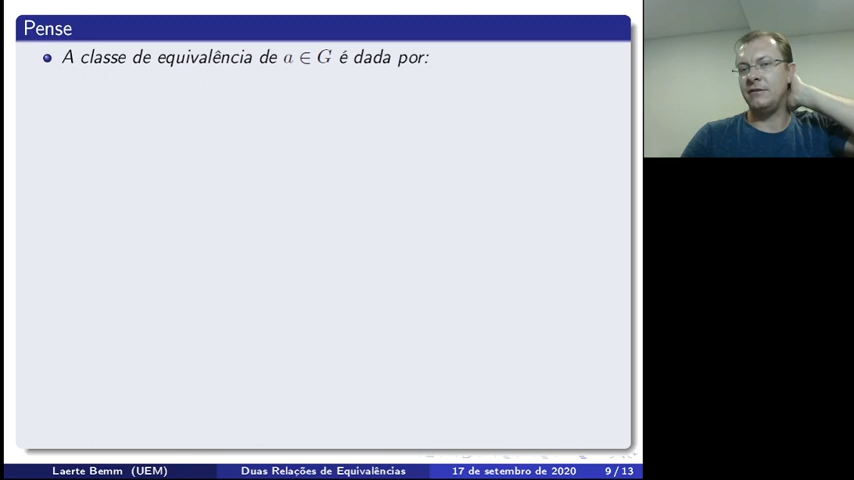 Pense
A classe de equivalência de a ∈ G é dada por:
Laerte Bemm (UEM) Duas Relações de Equivalências 17 de setembro de 2020 9 / 13